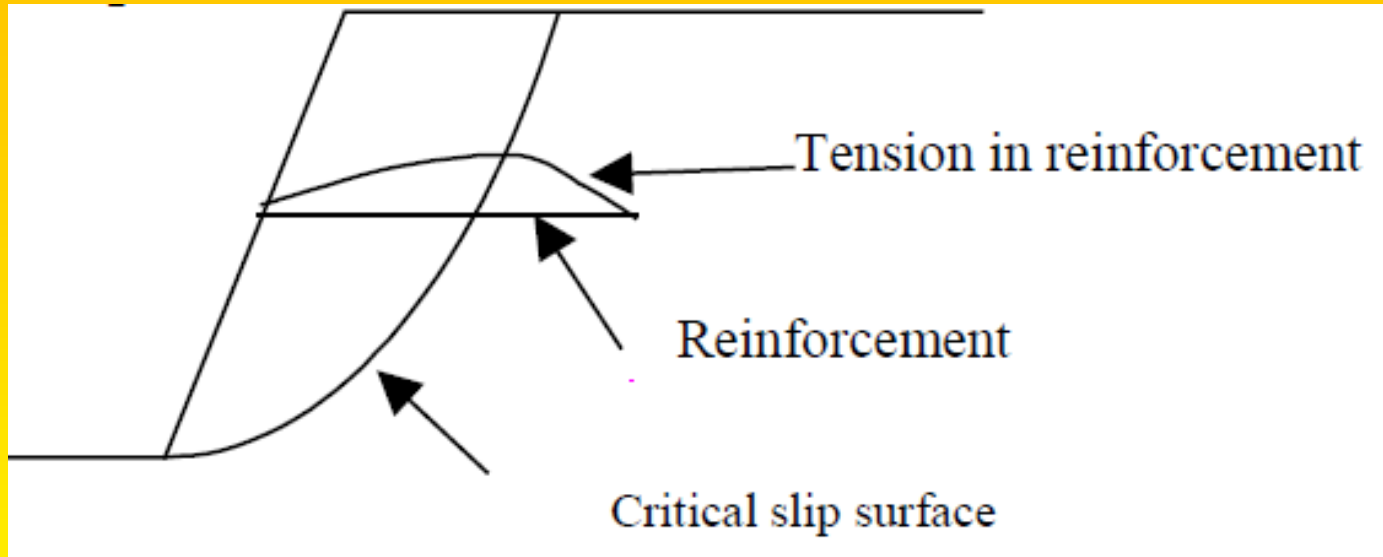 Tension in reinforcement
Reinforcement
Critical slip surface